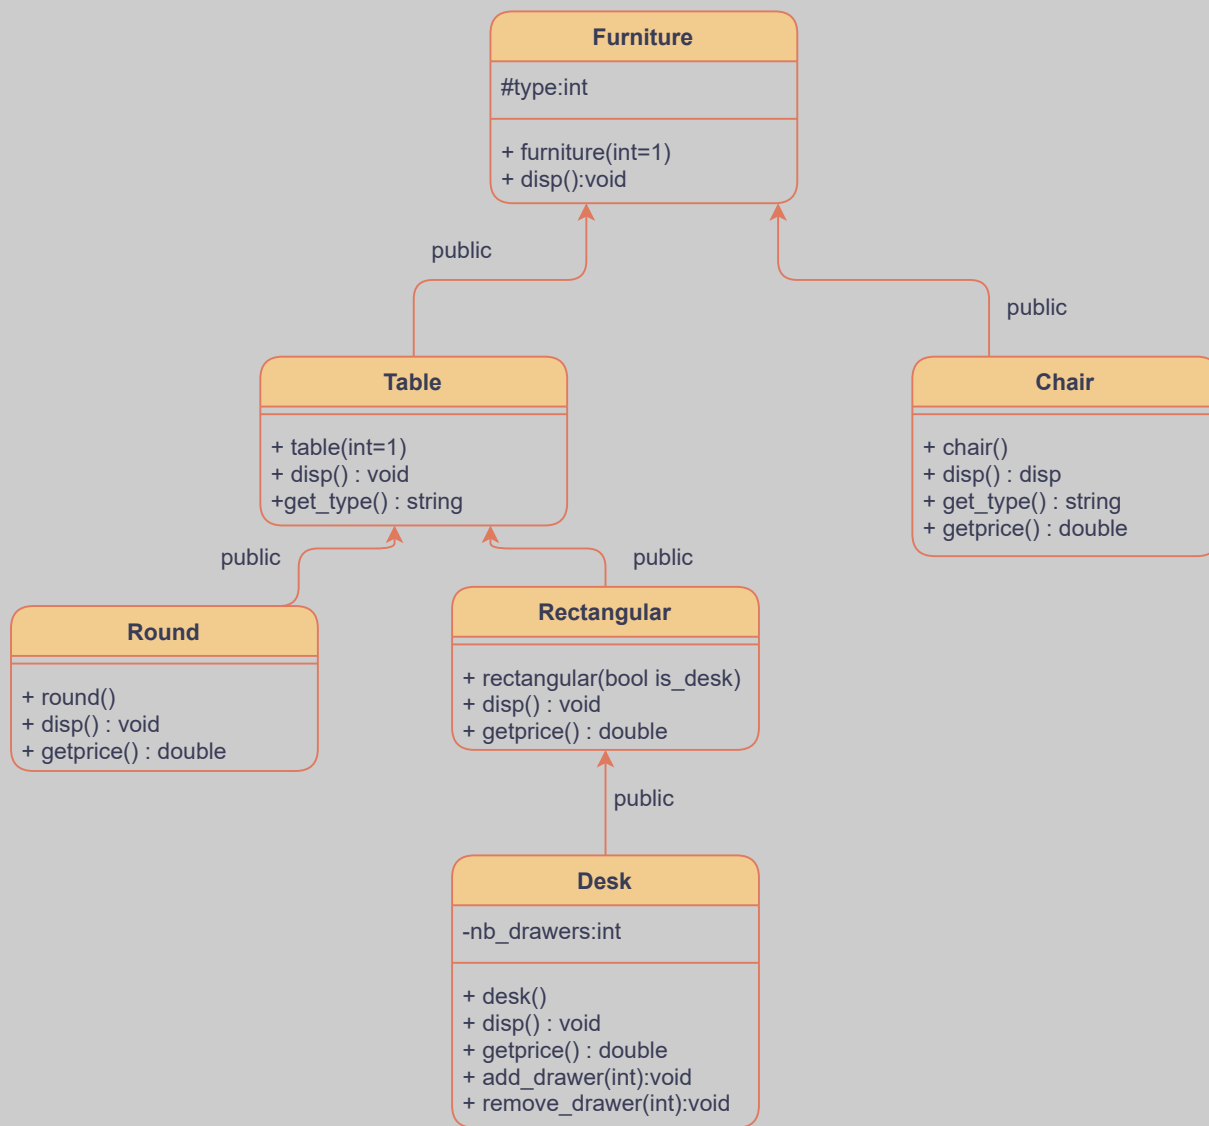 Furniture
#type:int
+ furniture(int=1)
+ disp():void
public
public
Table
+ table(int=1)
+ disp() : void
+get_type() : string
Chair
+ chair()
+ disp() : disp
+ get_type() : string
+ getprice() : double
public
public
Round
+ round()
+ disp() : void
+ getprice() : double
Rectangular
+ rectangular(bool is_desk)
+ disp() : void
+ getprice() : double
public
Desk
-nb_drawers:int
+ desk()
+ disp() : void
+ getprice() : double
+ add_drawer(int):void
+ remove_drawer(int):void